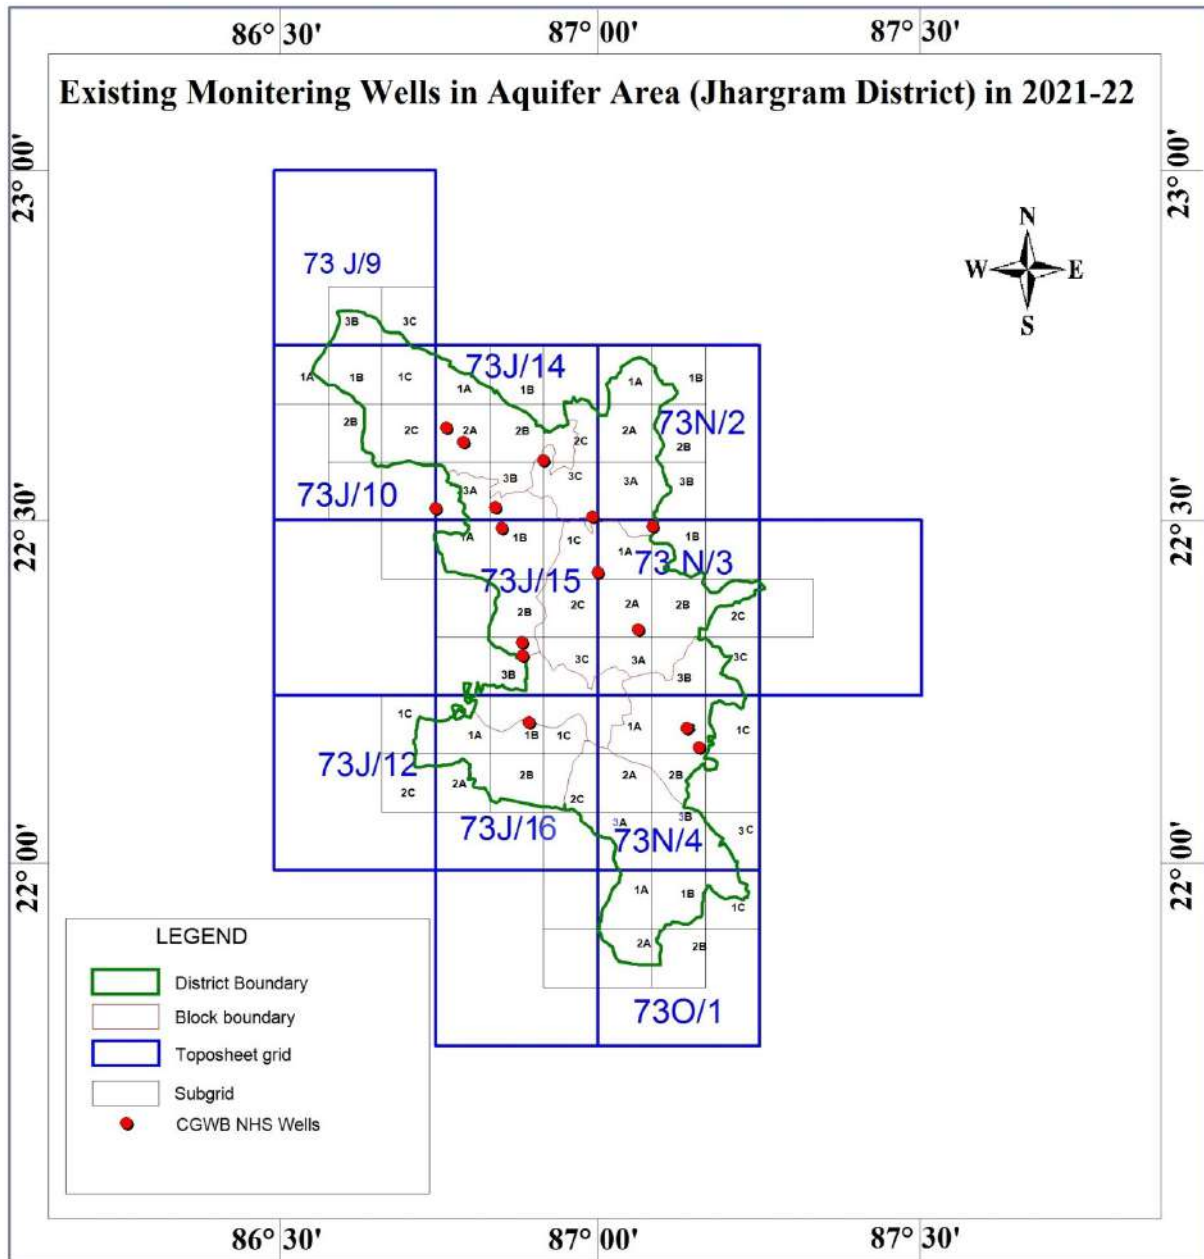 86° 30' 87° 00' 87° 30'
Existing Monitering Wells in Aquifer Area (Jhargram District) in 2021-22
23° 00' 23° 00'
N
W E
S
73 J/9
3B 3C
73J/14
1A 1B 1C 1A 1B 1A 1B
73N/2
2B 2C 2A 2B 2C 2A 2B
3A 3B 3C 3A 3B
73J/10
22° 30' 22° 30'
1A 1B 1C 1A 1B
73J/15 73 N/3
2B 2C 2A 2B 2C
3B 3C 3A 3B 3C
1C 1A 1B 1C 1A 1C
73J/12
2C 2A 2B 2C 2A 2B
73J/16 73N/4
3A 3B 3C
22° 00' 22° 00'
1A 1B 1C
2A 2B
73O/1
LEGEND
District Boundary
Block boundary
Toposheet grid
Subgrid
CGWB NHS Wells
86° 30' 87° 00' 87° 30'